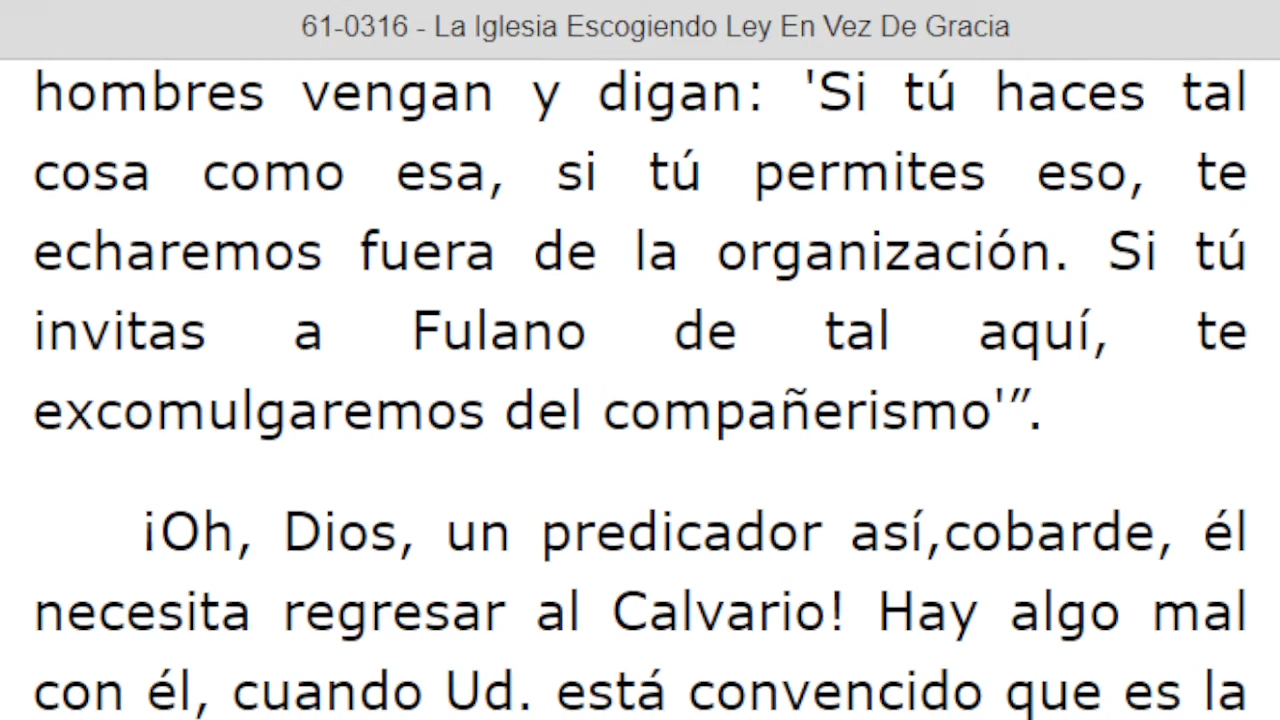 61-0316 - La Iglesia Escogiendo Ley En Vez De Gracia
hombres vengan y digan: 'Si tú haces tal
cosa como esa, si tú permites eso, te
echaremos fuera de la organización. Si tú
invitas a Fulano de tal aquí, te
excomulgaremos del compañerismo'”.
¡Oh, Dios, un predicador así,cobarde, él
necesita regresar al Calvario! Hay algo mal
con él, cuando Ud. está convencido que es la